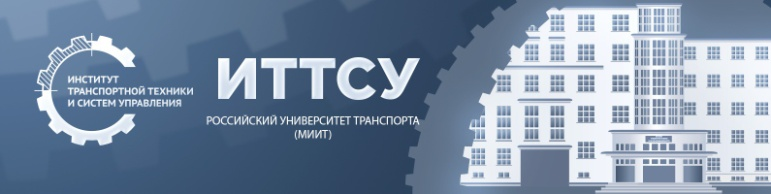 ИНСТИТУТ
ТРАНСПОРТНОЙ ТЕХНИКИ
И СИСТЕМ УПРАВЛЕНИЯ
ИТТСУ
РОССИЙСКИЙ УНИВЕРСИТЕТ ТРАНСПОРТА
(МИИТ)